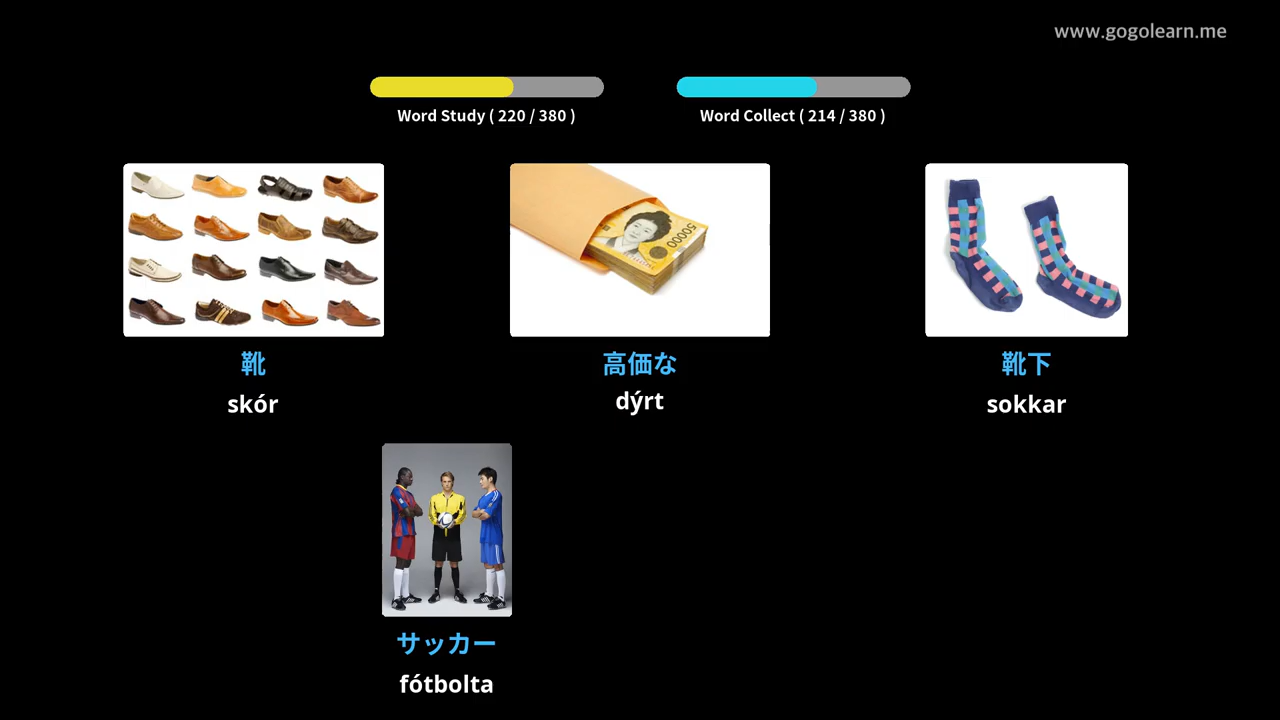 www.gogolearn.me
Word Study ( 220 / 380 )
Word Collect ( 214 / 380 )
50000
靴
skór
高価な
dýrt
靴下
sokkar
サッカー
fótbolta